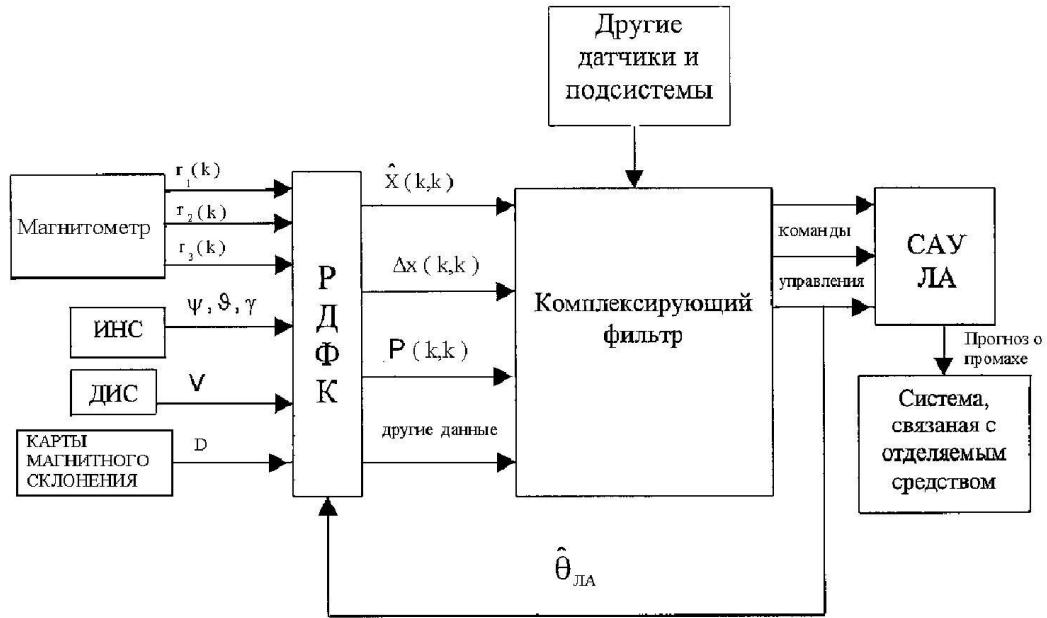 Другие
датчики и
подсистемы
Магнитометр
r₁(k)
r₂(k)
r₃(k)
ИНС
ψ, ϑ, γ
ДИС
V
КАРТЫ
МАГНИТНОГО
СКЛОНЕНИЯ
D
Р
Д
Ф
К
X̂(k,k)
Δx(k,k)
P(k,k)
другие данные
Комплексирующий
фильтр
команды
управления
САУ
ЛА
Прогноз о
промахе
Система,
связаная с
отделяемым
средством
θ̂ЛА